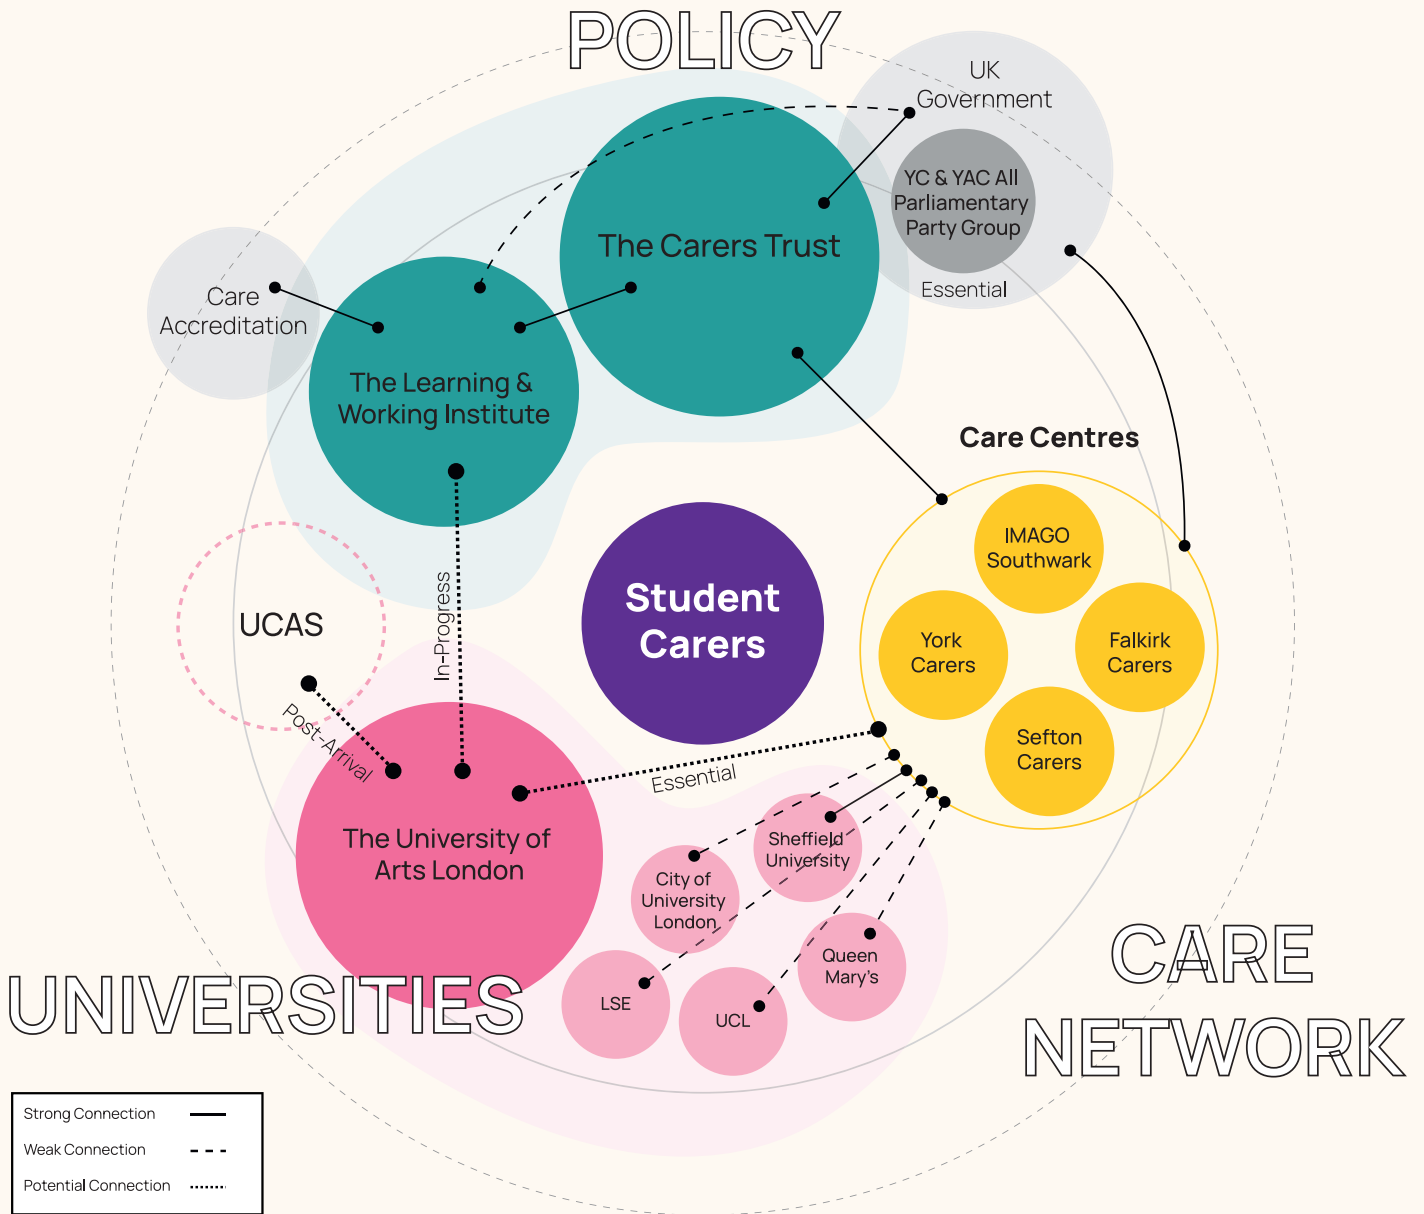 POLICY
UK
Government
YC & YAC All
Parliamentary
Party Group
Essential
The Carers Trust
Care
Accreditation
The Learning &
Working Institute
Care Centres
IMAGO
Southwark
York
Carers
Falkirk
Carers
Sefton
Carers
Student
Carers
UCAS
In-Progress
Post-Arrival
Essential
The University of
Arts London
Sheffield
University
City of
University
London
Queen
Mary's
LSE
UCL
UNIVERSITIES
CARE
NETWORK
Strong Connection
Weak Connection
Potential Connection